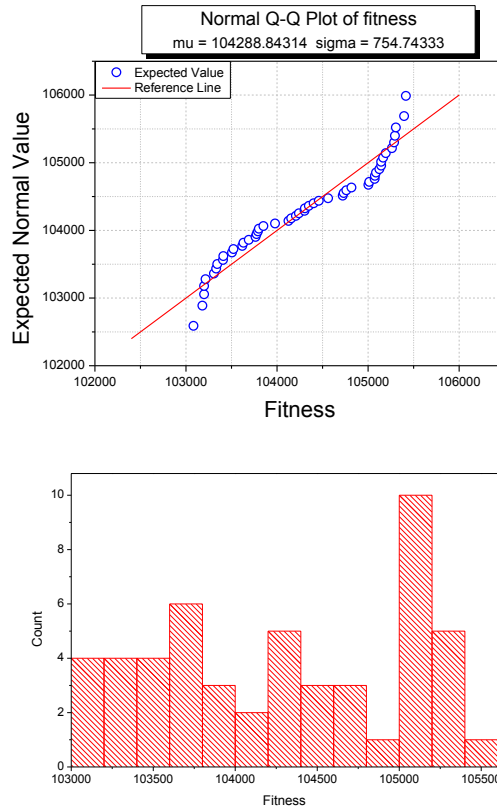 Normal Q-Q Plot of fitness
mu = 104288.84314 sigma = 754.74333
Expected Value
Reference Line
106000
105000
104000
103000
102000
Expected Normal Value
102000 103000 104000 105000 106000
Fitness
10
8
6
4
2
0
Count
103000 103500 104000 104500 105000 105500
Fitness